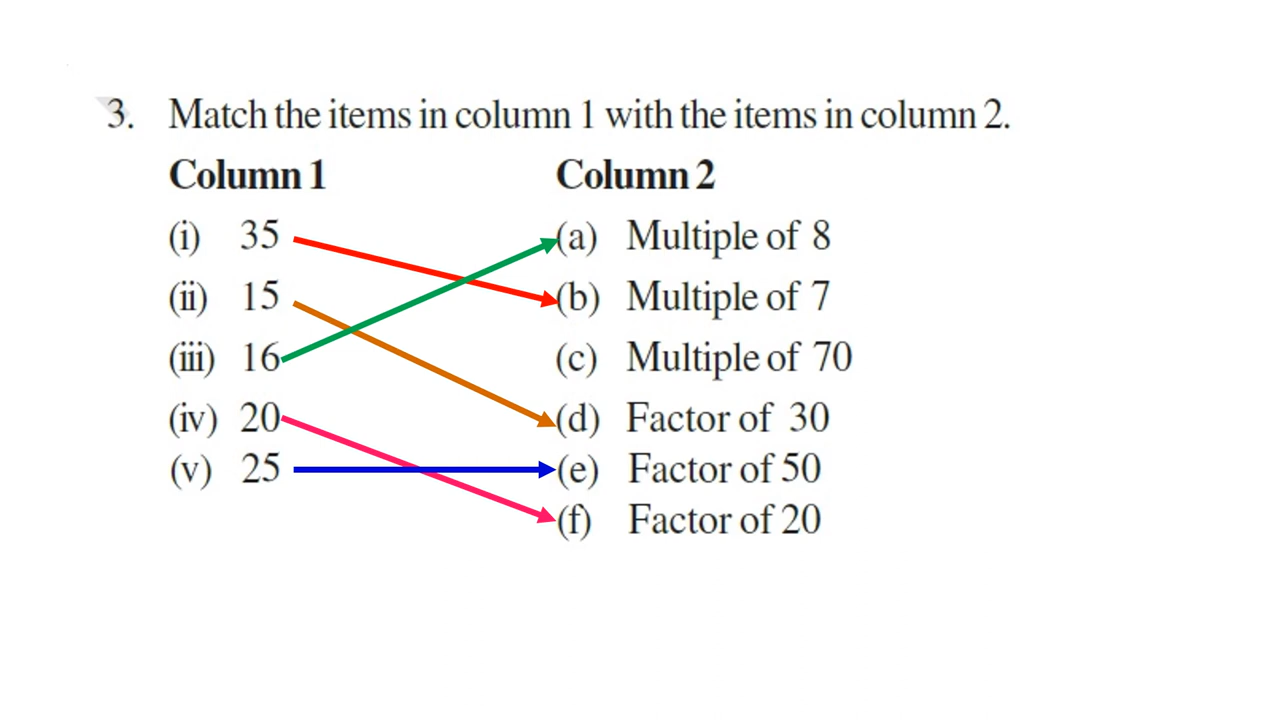 3. Match the items in column 1 with the items in column 2.
Column 1 Column 2
(i) 35 (a) Multiple of 8
(ii) 15 (b) Multiple of 7
(iii) 16 (c) Multiple of 70
(iv) 20 (d) Factor of 30
(v) 25 (e) Factor of 50
(f) Factor of 20